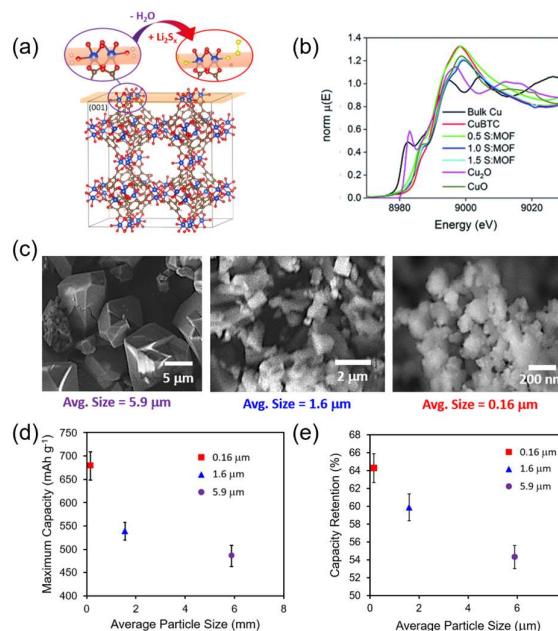 (a)
- H₂O
+ Li₂Sₓ
{001}
(b)
norm μ(E)
1.4
1.2
1.0
0.8
0.6
0.4
0.2
0.0
Bulk Cu
CuBTC
0.5 S:MOF
1.0 S:MOF
1.5 S:MOF
Cu₂O
CuO
8980 9000 9020
Energy (eV)
(c)
5 μm
2 μm
200 nm
Avg. Size = 5.9 μm
Avg. Size = 1.6 μm
Avg. Size = 0.16 μm
(d)
Maximum Capacity (mAh g⁻¹)
750
700
650
600
550
500
450
400
0.16 μm
1.6 μm
5.9 μm
0 2 4 6 8
Average Particle Size (mm)
(e)
Capacity Retention (%)
68
66
64
62
60
58
56
54
52
0.16 μm
1.6 μm
5.9 μm
0 2 4 6
Average Particle Size (μm)